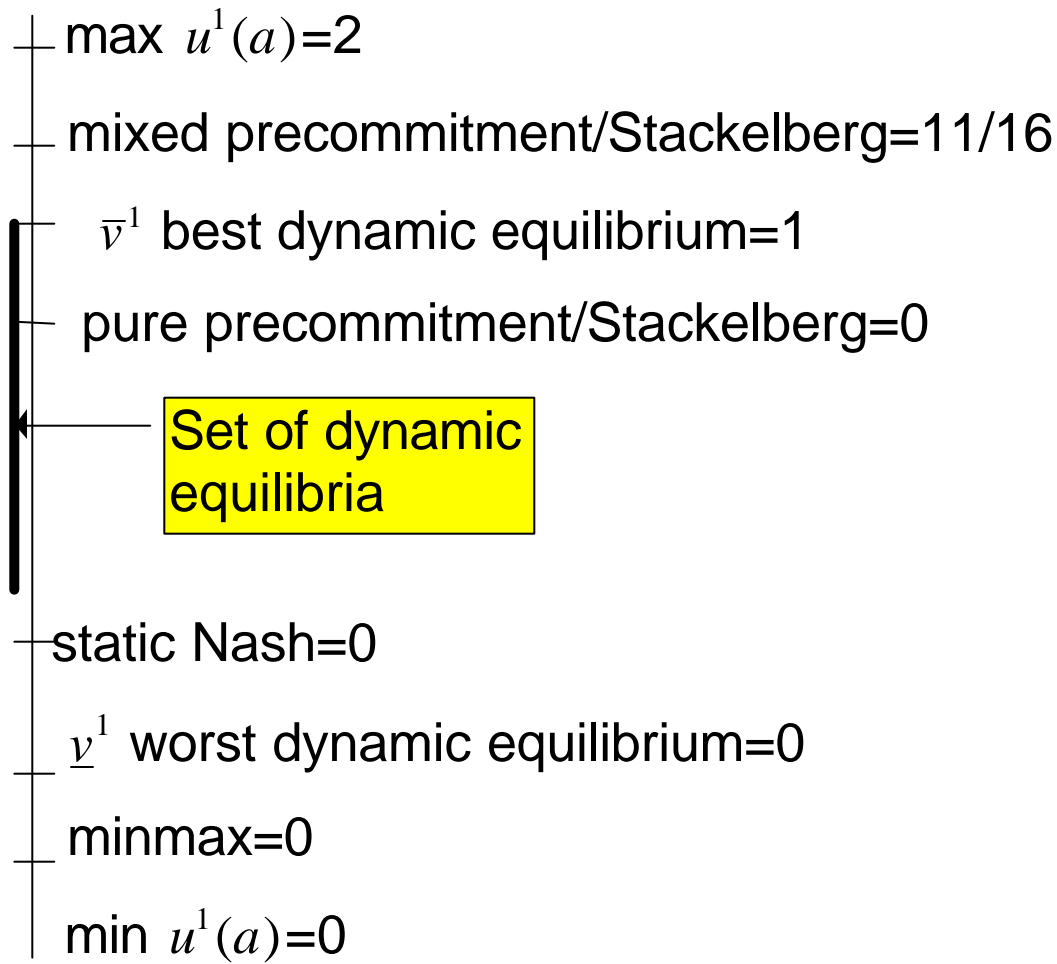 max u¹(a)=2
mixed precommitment/Stackelberg=11/16
v̅¹ best dynamic equilibrium=1
pure precommitment/Stackelberg=0
Set of dynamic
equilibria
static Nash=0
v̲¹ worst dynamic equilibrium=0
minmax=0
min u¹(a)=0